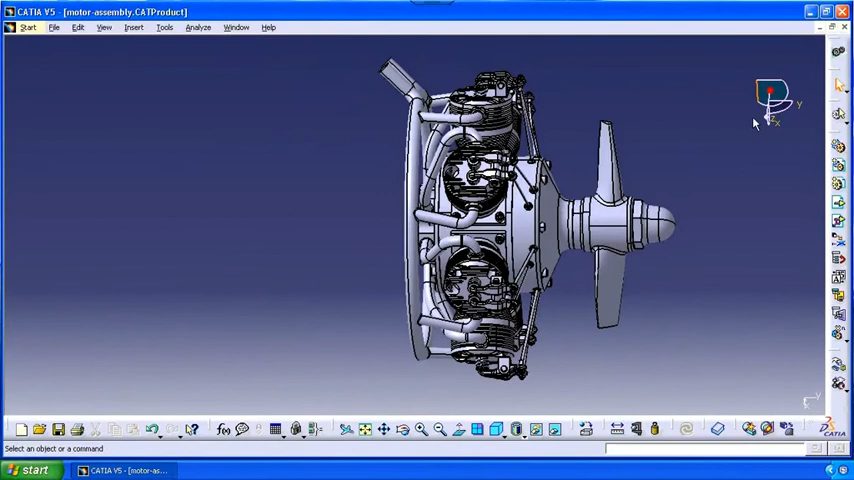 CATIA V5 - [motor-assembly.CATProduct]
Start File Edit View Insert Tools Analyze Window Help
y
z
x
y
Select an object or a command
start CATIA V5 - [motor-as...